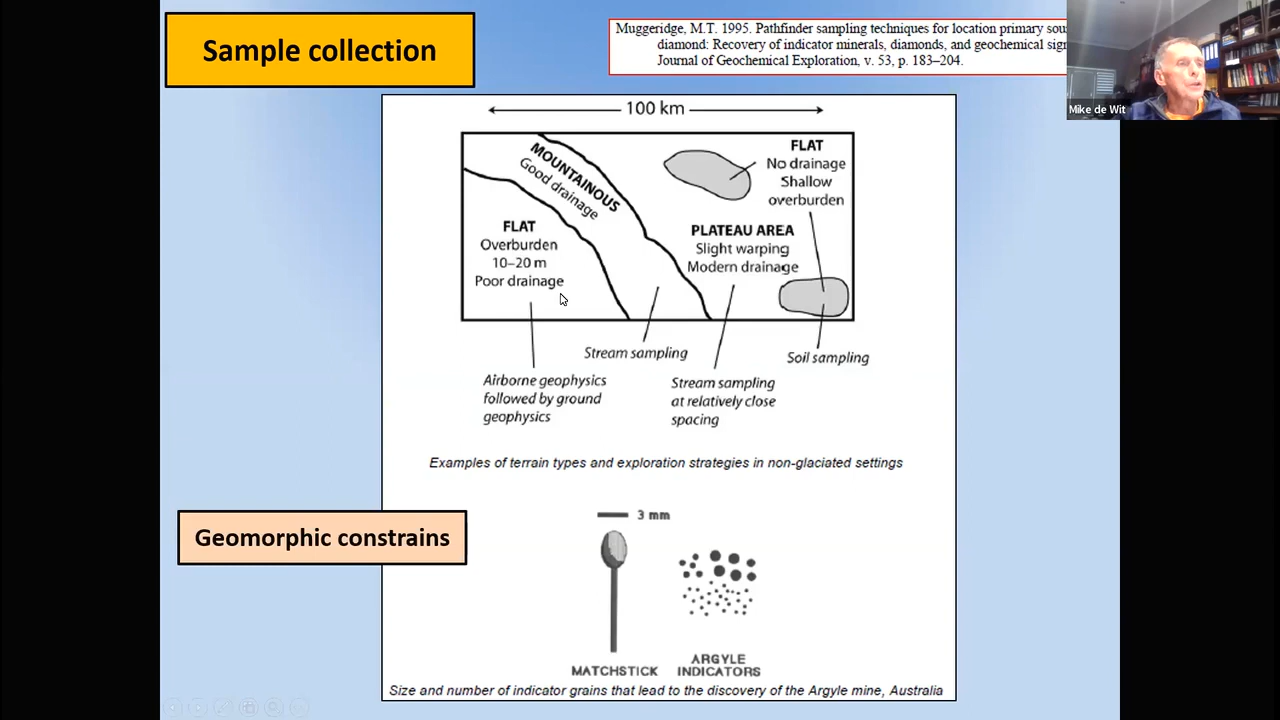 Sample collection
Muggeridge, M.T. 1995. Pathfinder sampling techniques for location primary
diamond: Recovery of indicator minerals, diamonds, and geochemical
Journal of Geochemical Exploration, v. 53, p. 183–204.
Mike de Wit
100 km
MOUNTAINOUS
Good drainage
FLAT
No drainage
Shallow
overburden
FLAT
Overburden
10–20 m
Poor drainage
PLATEAU AREA
Slight warping
Modern drainage
Stream sampling
Soil sampling
Airborne geophysics
followed by ground
geophysics
Stream sampling
at relatively close
spacing
Examples of terrain types and exploration strategies in non-glaciated settings
Geomorphic constrains
3 mm
MATCHSTICK
ARGYLE
INDICATORS
Size and number of indicator grains that lead to the discovery of the Argyle mine, Australia